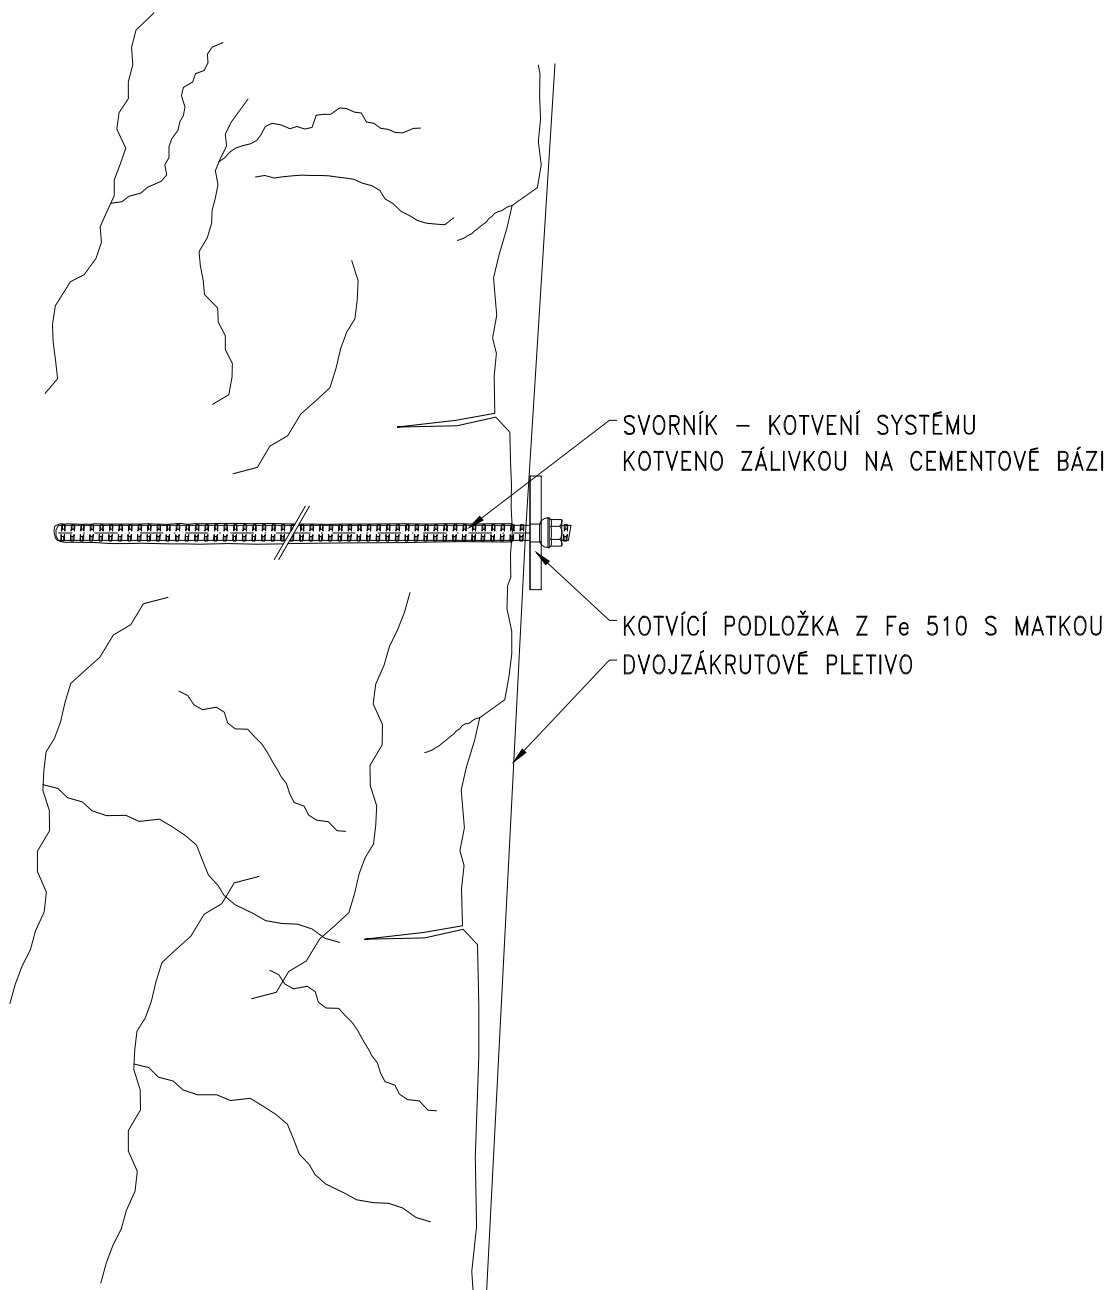 SVORNÍK – KOTVENÍ SYSTÉMU
KOTVENO ZÁLIVKOU NA CEMENTOVÉ BÁZI
KOTVÍCÍ PODLOŽKA Z Fe 510 S MATKOU
DVOJZÁKRUTOVÉ PLETIVO